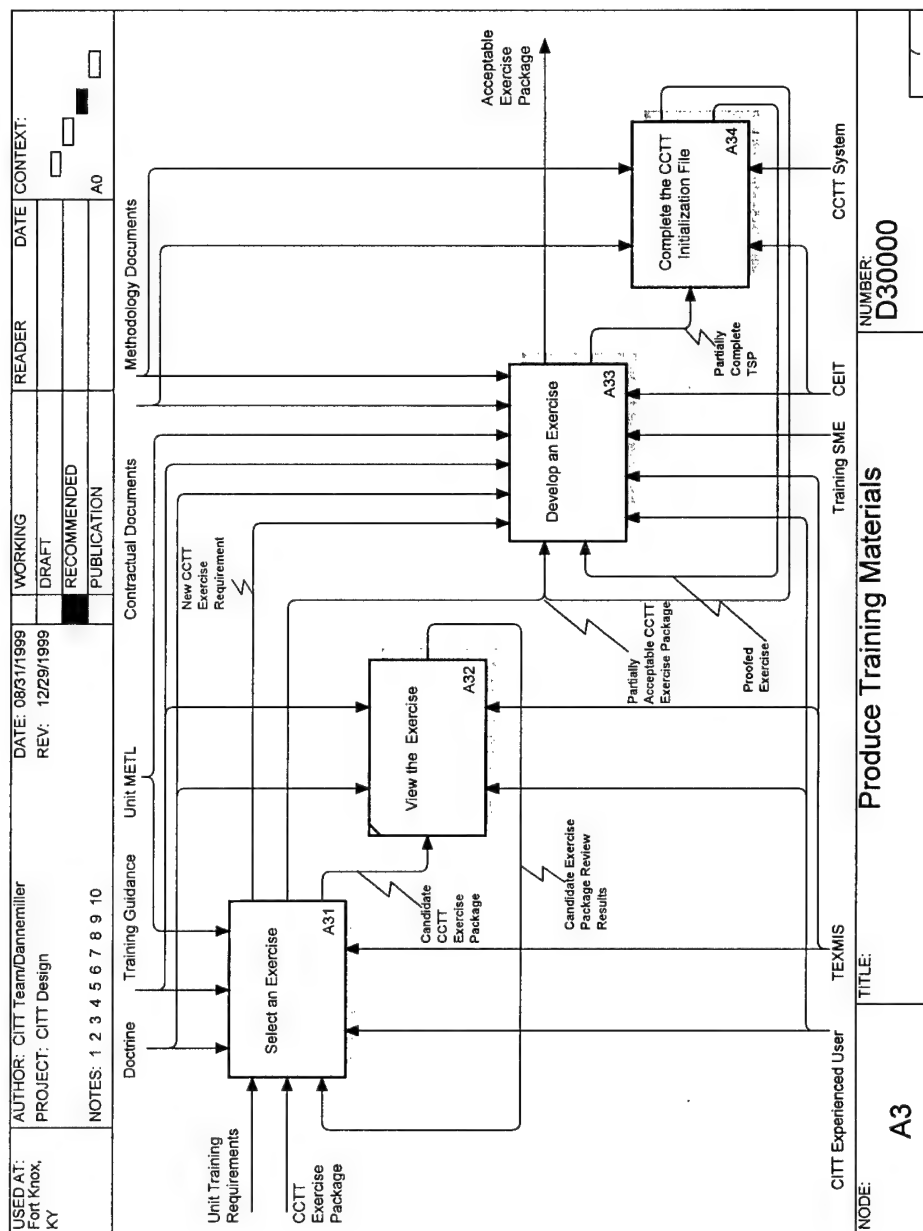 USED AT:
Fort Knox,
KY
AUTHOR: CITT Team/Dannemiller
PROJECT: CITT Design
NOTES: 1 2 3 4 5 6 7 8 9 10
DATE: 08/31/1999
REV: 12/29/1999
WORKING
DRAFT
RECOMMENDED
PUBLICATION
READER
DATE
CONTEXT:
A0
Doctrine
Training Guidance
Unit METL
Contractual Documents
Methodology Documents
Unit Training
Requirements
CCTT
Exercise
Package
Select an Exercise
A31
New CCTT
Exercise
Requirement
Candidate
CCTT
Exercise
Package
View the Exercise
A32
Candidate Exercise
Package Review
Results
Partially
Acceptable CCTT
Exercise Package
Proofed
Exercise
Develop an Exercise
A33
Partially
Complete
TSP
Acceptable
Exercise
Package
Complete the CCTT
Initialization File
A34
CITT Experienced User
TEXMIS
Training SME
CEIT
CCTT System
NODE:
A3
TITLE:
Produce Training Materials
NUMBER:
D30000